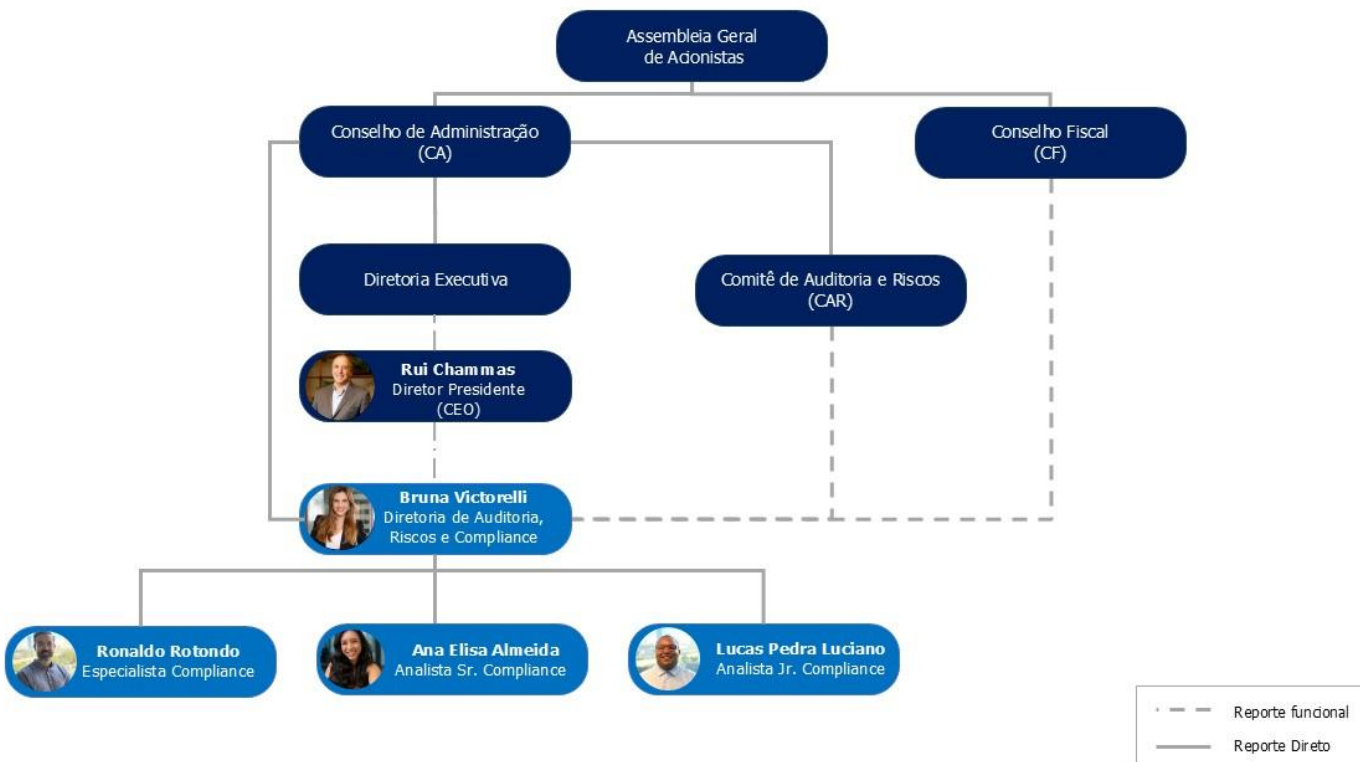 Assembleia Geral
de Acionistas
Conselho de Administração
(CA)
Conselho Fiscal
(CF)
Diretoria Executiva
Comitê de Auditoria e Riscos
(CAR)
Rui Chammas
Diretor Presidente
(CEO)
Bruna Victorelli
Diretoria de Auditoria,
Riscos e Compliance
Ronaldo Rotondo
Especialista Compliance
Ana Elisa Almeida
Analista Sr. Compliance
Lucas Pedra Luciano
Analista Jr. Compliance
Reporte funcional
Reporte Direto